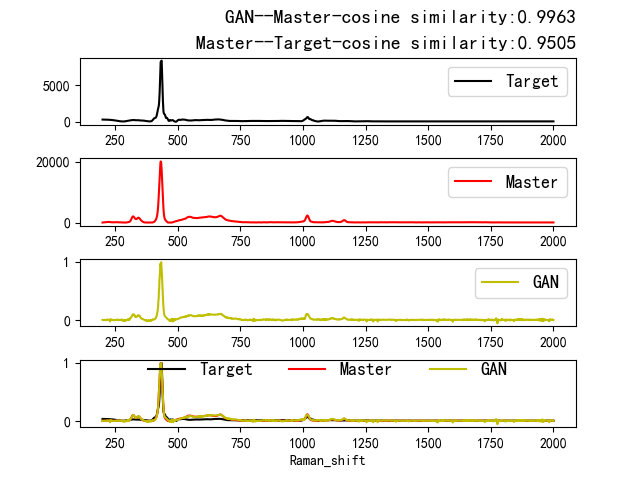 GAN--Master-cosine similarity:0.9963
Master--Target-cosine similarity:0.9505
5000
0
Target
250 500 750 1000 1250 1500 1750 2000
20000
0
Master
250 500 750 1000 1250 1500 1750 2000
1
0
GAN
250 500 750 1000 1250 1500 1750 2000
1
0
Target Master GAN
250 500 750 1000 1250 1500 1750 2000
Raman_shift